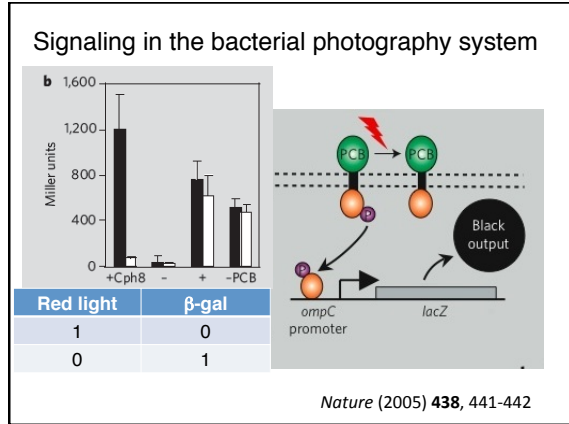 Signaling in the bacterial photography system
b
1,600
1,200
800
400
0
Miller units
+Cph8 - + -PCB
Red light β-gal
1 0
0 1
PCB PCB
P
P
Black
output
ompC
promoter
lacZ
Nature (2005) 438, 441-442